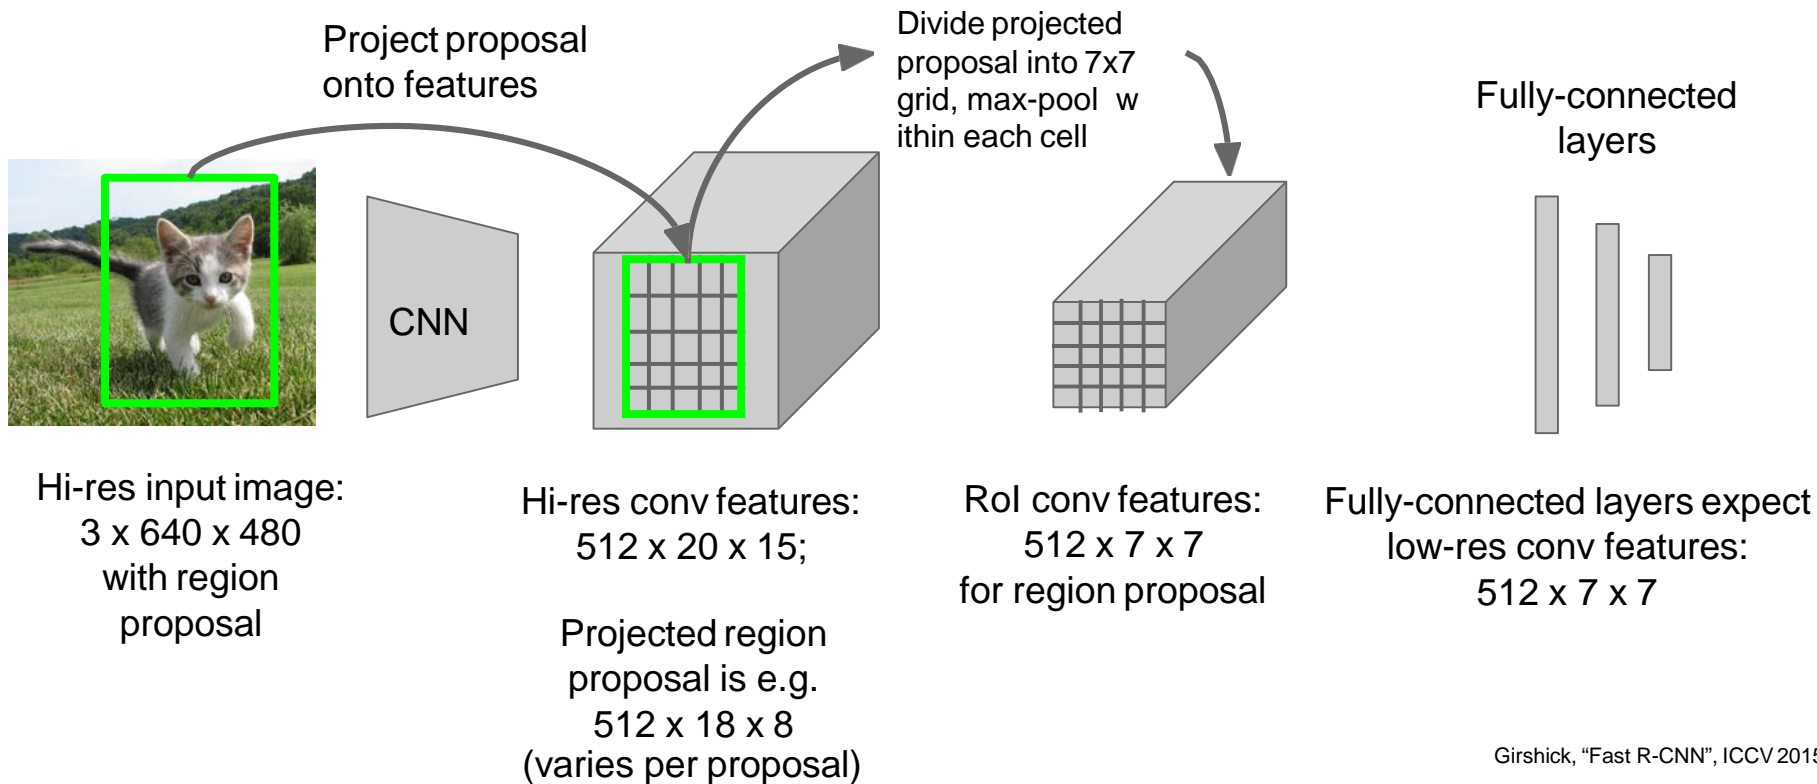 Project proposal
onto features
Divide projected
proposal into 7x7
grid, max-pool w
ithin each cell
Fully-connected
layers
CNN
Hi-res input image:
3 x 640 x 480
with region
proposal
Hi-res conv features:
512 x 20 x 15;
Projected region
proposal is e.g.
512 x 18 x 8
(varies per proposal)
RoI conv features:
512 x 7 x 7
for region proposal
Fully-connected layers expect
low-res conv features:
512 x 7 x 7
Girshick, “Fast R-CNN”, ICCV 2015